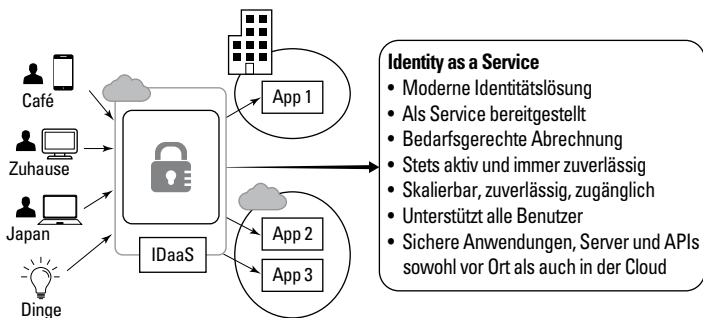 Café
Zuhause
Japan
Dinge
IDaaS
App 1
App 2
App 3
Identity as a Service
• Moderne Identitätslösung
• Als Service bereitgestellt
• Bedarfsgerechte Abrechnung
• Stets aktiv und immer zuverlässig
• Skalierbar, zuverlässig, zugänglich
• Unterstützt alle Benutzer
• Sichere Anwendungen, Server und APIs
sowohl vor Ort als auch in der Cloud